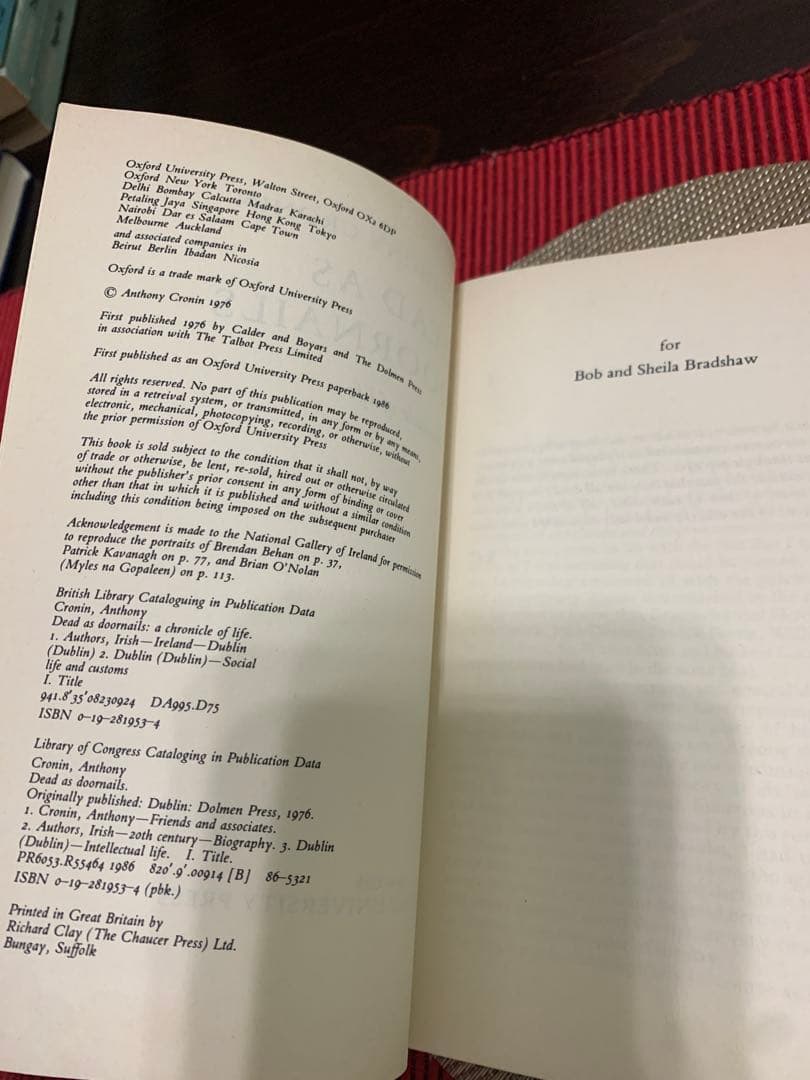 Oxford University Press, Walton Street, Oxford OX2 6DP
Oxford New York Toronto
Delhi Bombay Calcutta Madras Karachi
Petaling Jaya Singapore Hong Kong Tokyo
Nairobi Dar es Salaam Cape Town
Melbourne Auckland
and associated companies in
Beirut Berlin Ibadan Nicosia
Oxford is a trade mark of Oxford University Press
© Anthony Cronin 1976
First published 1976 by Calder and Boyars and The Dolmen Press
in association with The Talbot Press Limited
First published as an Oxford University Press paperback 1986
All rights reserved. No part of this publication may be reproduced,
stored in a retreival system, or transmitted, in any form or by any means,
electronic, mechanical, photocopying, recording, or otherwise, without
the prior permission of Oxford University Press
This book is sold subject to the condition that it shall not, by way
of trade or otherwise, be lent, re-sold, hired out or otherwise circulated
without the publisher's prior consent in any form of binding or cover
other than that in which it is published and without a similar condition
including this condition being imposed on the subsequent purchaser
Acknowledgement is made to the National Gallery of Ireland for permission
to reproduce the portraits of Brendan Behan on p. 37,
Patrick Kavanagh on p. 77, and Brian O'Nolan
(Myles na Gopaleen) on p. 113.
British Library Cataloguing in Publication Data
Cronin, Anthony
Dead as doornails: a chronicle of life.
1. Authors, Irish—Ireland—Dublin
(Dublin) 2. Dublin (Dublin)—Social
life and customs
I. Title
941.8'35'08230924 DA995.D75
ISBN 0-19-281953-4
Library of Congress Cataloging in Publication Data
Cronin, Anthony
Dead as doornails.
Originally published: Dublin: Dolmen Press, 1976.
1. Cronin, Anthony—Friends and associates.
2. Authors, Irish—20th century—Biography. 3. Dublin
(Dublin)—Intellectual life. I. Title.
PR6053.R55464 1986 820'.9'.00914 [B] 86-5321
ISBN 0-19-281953-4 (pbk.)
Printed in Great Britain by
Richard Clay (The Chaucer Press) Ltd.
Bungay, Suffolk
for
Bob and Sheila Bradshaw